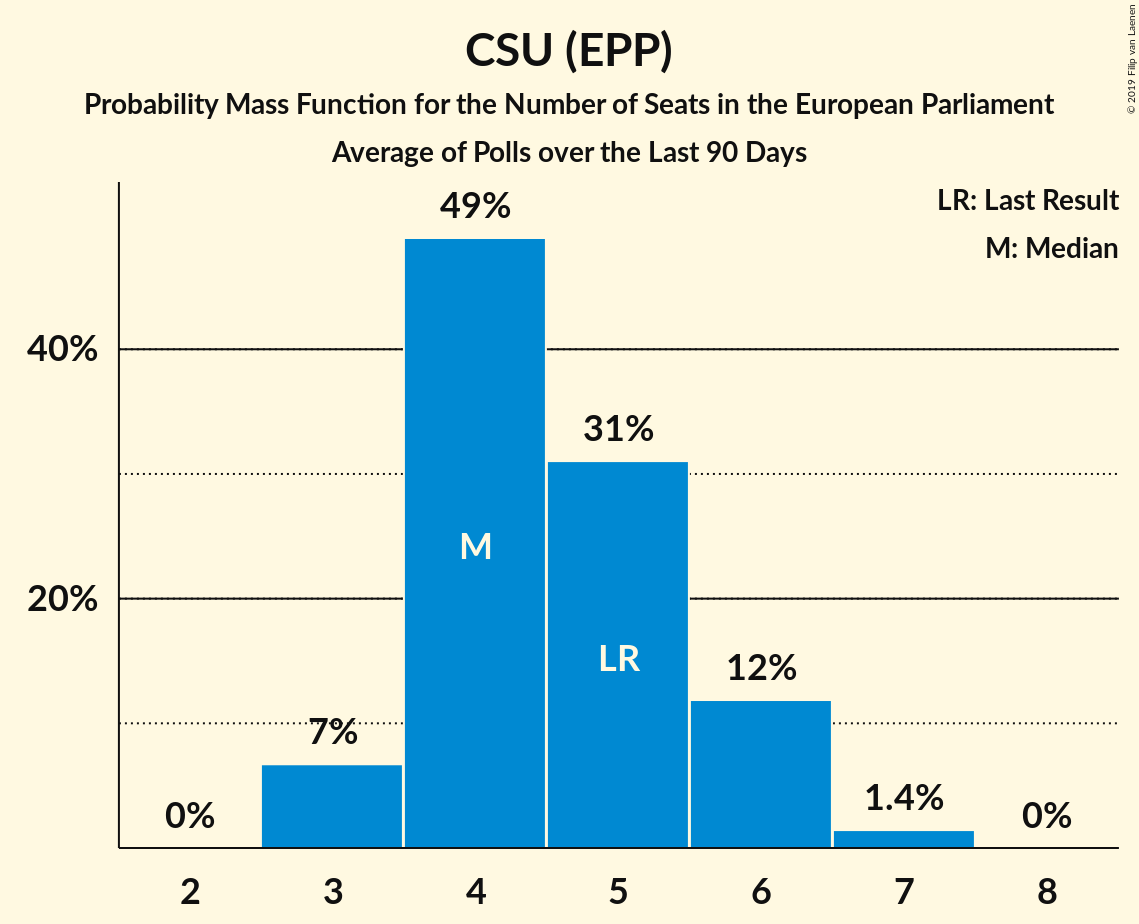 CSU (EPP)
Probability Mass Function for the Number of Seats in the European Parliament
Average of Polls over the Last 90 Days
© 2019 Filip van Laenen
LR: Last Result
M: Median
49%
40%
31%
M
20%
LR
12%
7%
1.4%
0%
0%
2 3 4 5 6 7 8